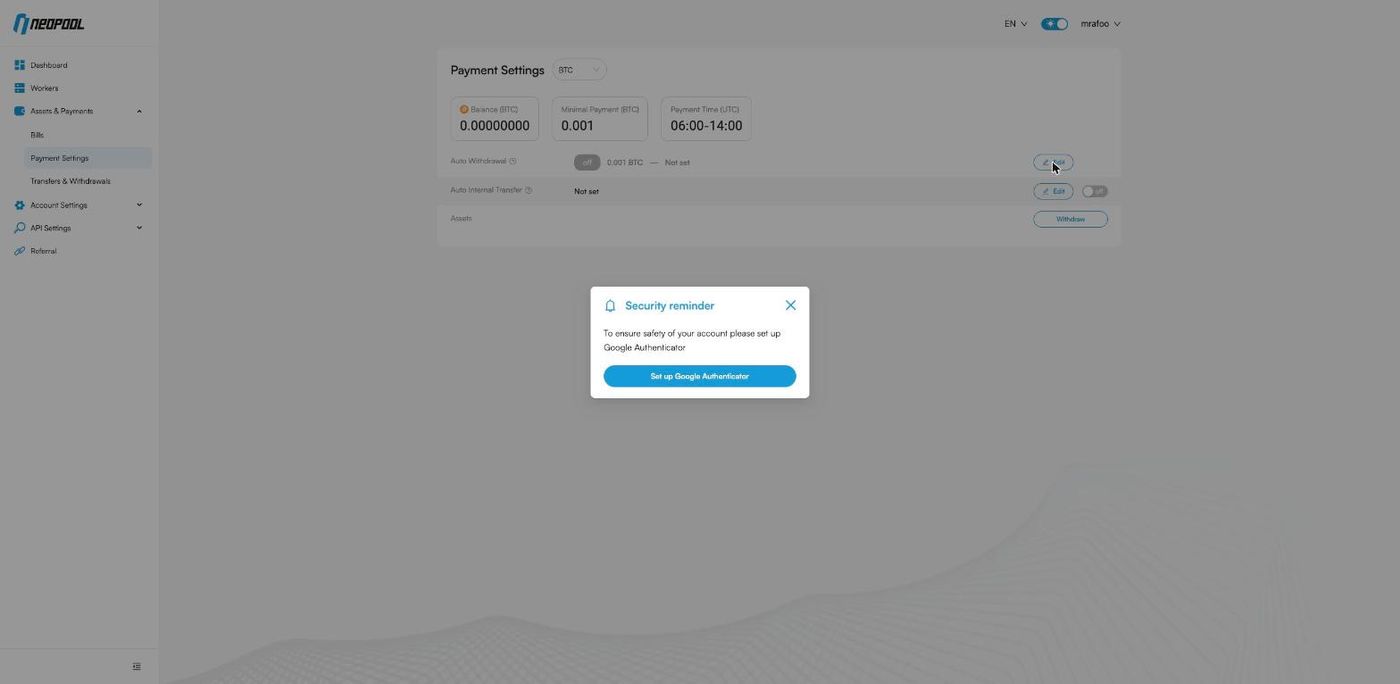 NEOPOOL
EN
mrafoo
Dashboard
Workers
Assets & Payments
Bills
Payment Settings
Transfers & Withdrawals
Account Settings
API Settings
Referral
Payment Settings
BTC
Balance (BTC)
0.00000000
Minimal Payment (BTC)
0.001
Payment Time (UTC)
06:00-14:00
Auto Withdrawal
off
0.001 BTC — Not set
Auto Internal Transfer
Not set
Edit
off
Assets
Withdraw
Security reminder
To ensure safety of your account please set up
Google Authenticator
Set up Google Authenticator